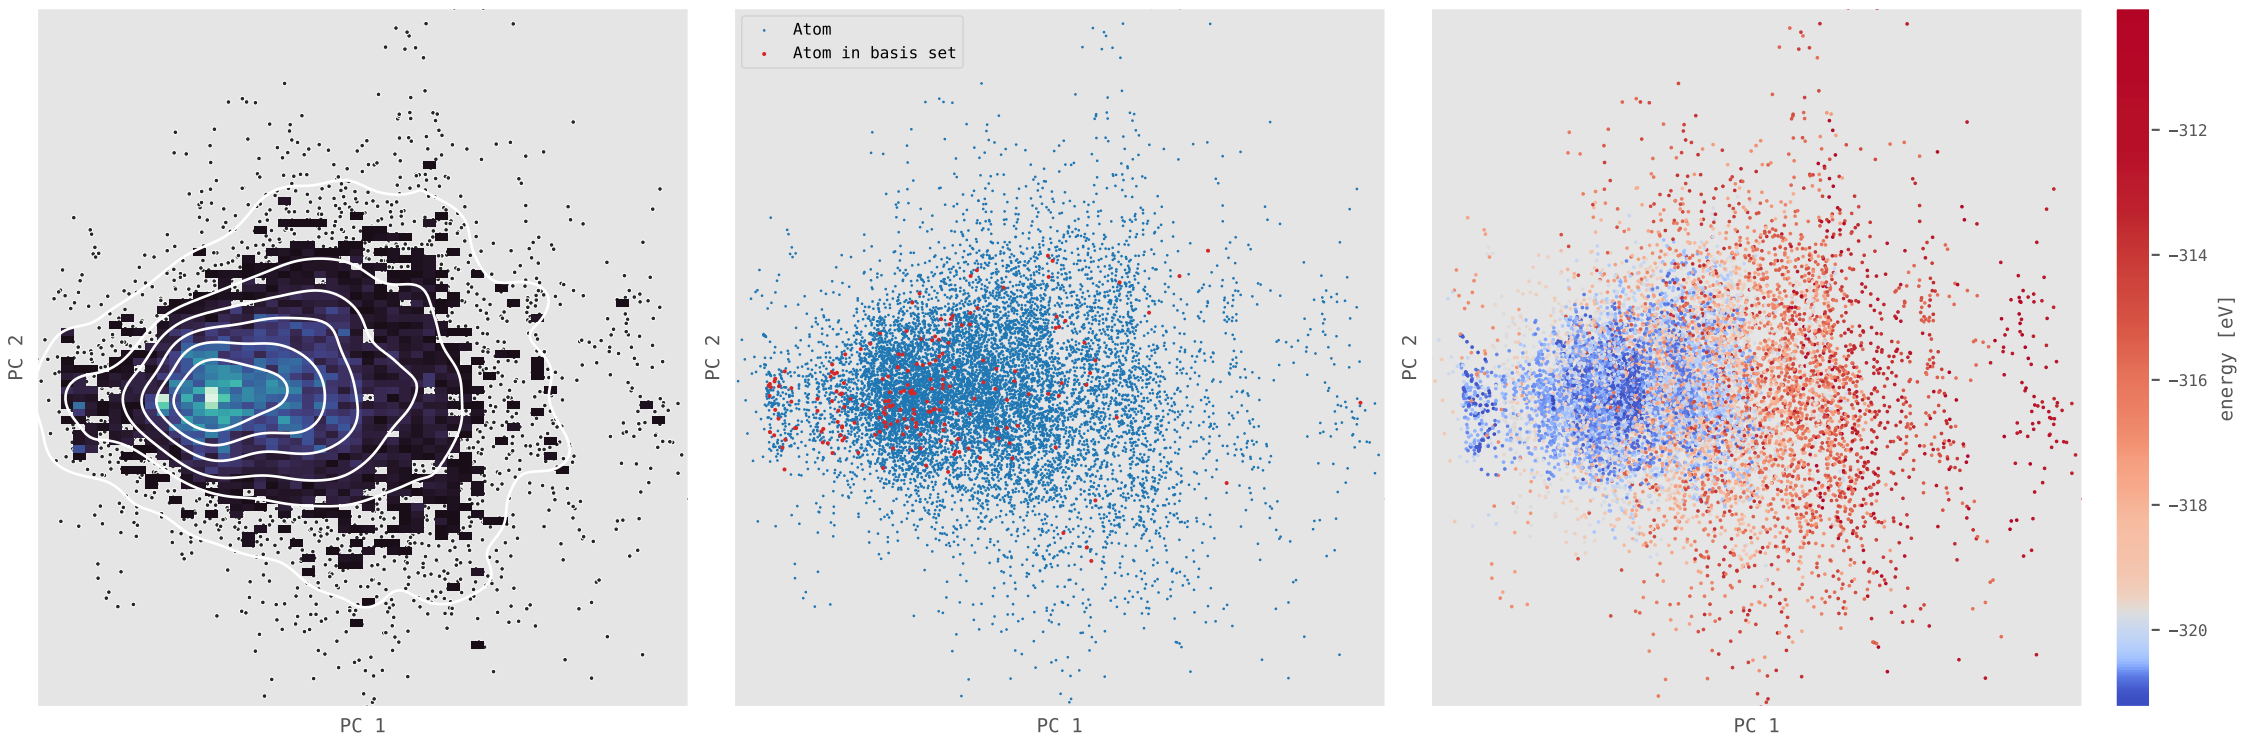 PC 2
PC 1
Atom
Atom in basis set
PC 2
PC 1
PC 2
PC 1
−312
−314
−316
−318
−320
energy [eV]